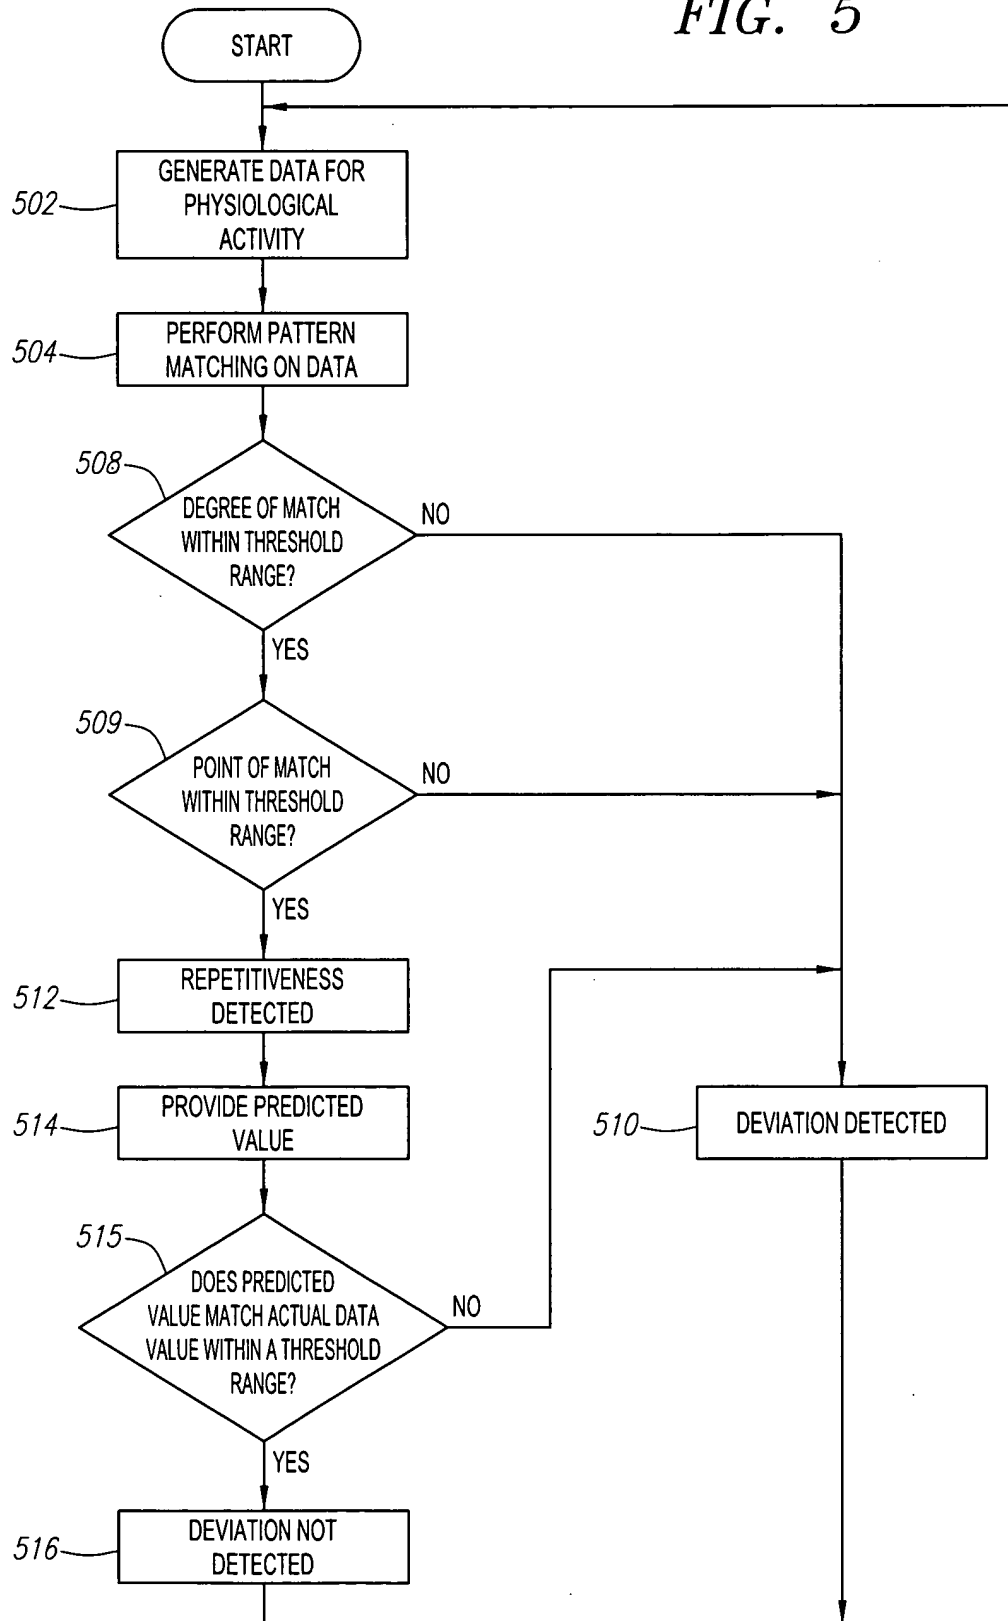 FIG. 5
START
502
GENERATE DATA FOR
PHYSIOLOGICAL
ACTIVITY
504
PERFORM PATTERN
MATCHING ON DATA
508
DEGREE OF MATCH
WITHIN THRESHOLD
RANGE?
NO
YES
509
POINT OF MATCH
WITHIN THRESHOLD
RANGE?
NO
YES
512
REPETITIVENESS
DETECTED
514
PROVIDE PREDICTED
VALUE
510
DEVIATION DETECTED
515
DOES PREDICTED
VALUE MATCH ACTUAL DATA
VALUE WITHIN A THRESHOLD
RANGE?
NO
YES
516
DEVIATION NOT
DETECTED